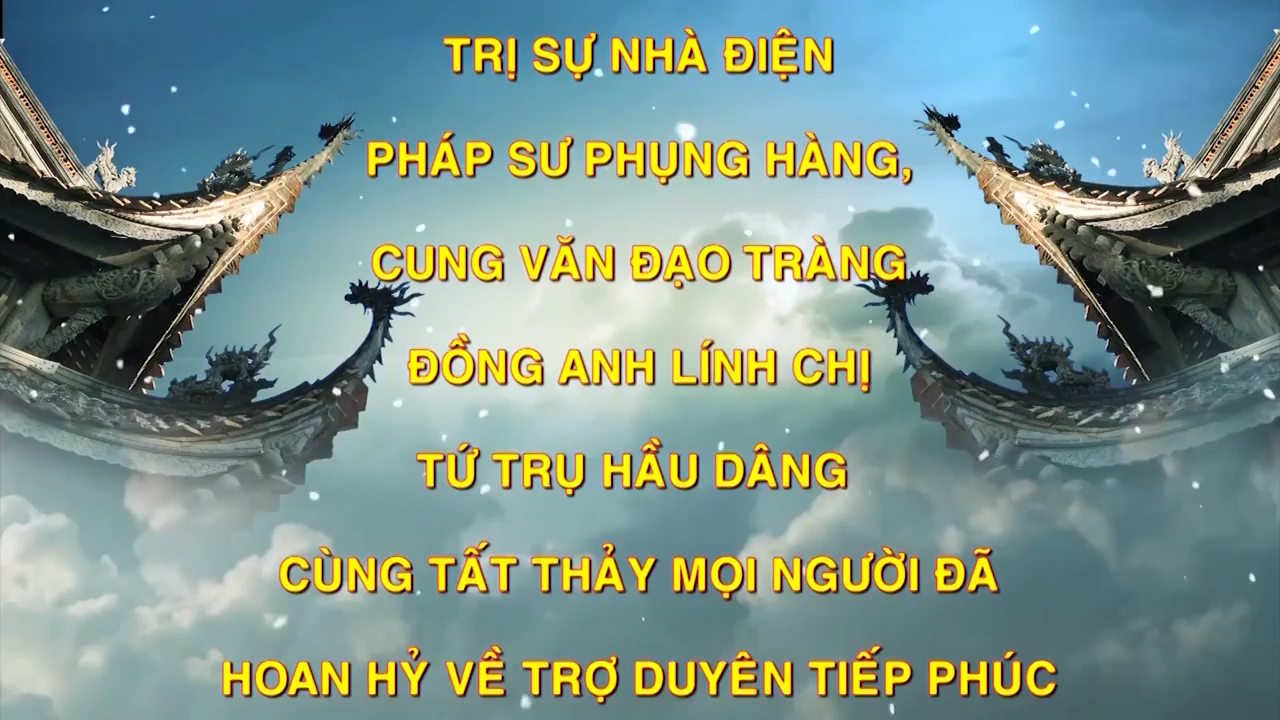 TRỊ SỰ NHÀ ĐIỆN
PHÁP SƯ PHỤNG HÀNG,
CUNG VĂN ĐẠO TRÀNG
ĐỒNG ANH LÍNH CHỊ
TỨ TRỤ HẦU DÂNG
CÙNG TẤT THẢY MỌI NGƯỜI ĐÃ
HOAN HỶ VỀ TRỢ DUYÊN TIẾP PHÚC